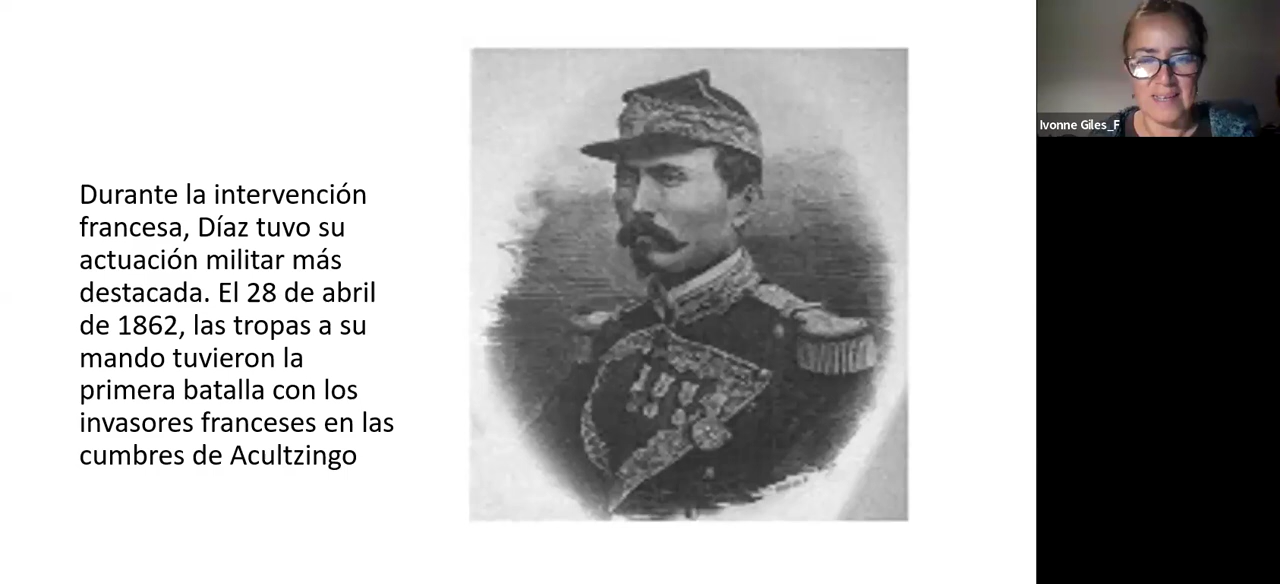 Durante la intervención
francesa, Díaz tuvo su
actuación militar más
destacada. El 28 de abril
de 1862, las tropas a su
mando tuvieron la
primera batalla con los
invasores franceses en las
cumbres de Acultzingo
Ivonne Giles_F